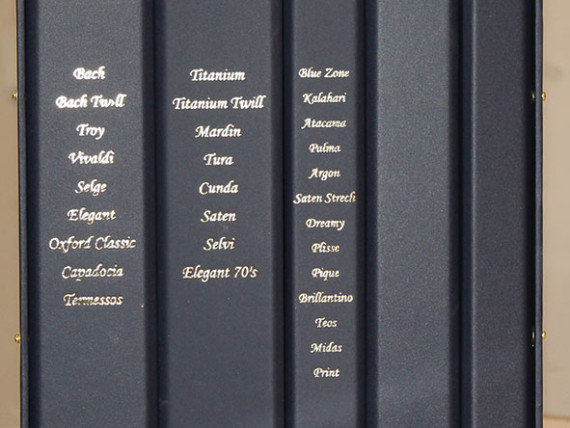 Bach
Bach Twill
Troy
Vivaldi
Selge
Elegant
Oxford Classic
Capadocia
Termessos
Titanium
Titanium Twill
Mardin
Tura
Cunda
Saten
Selvi
Elegant 70's
Blue Zone
Kalahari
Atacama
Palma
Argon
Saten Strech
Dreamy
Plisse
Pique
Brillantino
Teos
Midas
Print